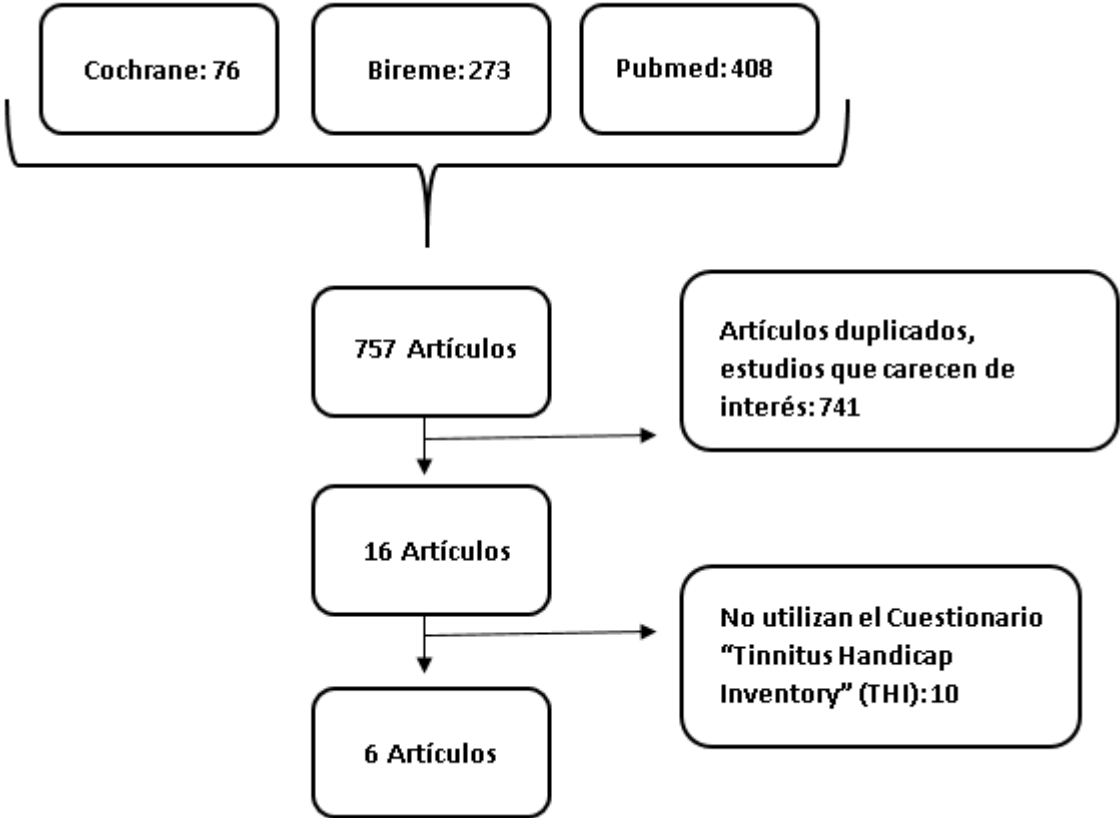 Cochrane: 76
Bireme: 273
Pubmed: 408
757 Artículos
Artículos duplicados,
estudios que carecen de
interés: 741
16 Artículos
No utilizan el Cuestionario
“Tinnitus Handicap
Inventory” (THI): 10
6 Artículos